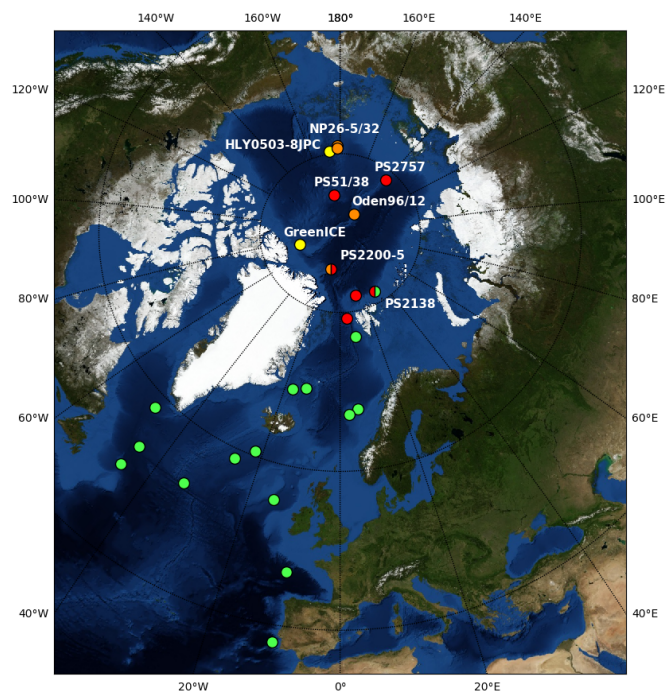 140°W 160°W 180° 160°E 140°E
120°W 120°E
NP26-5/32
HLY0503-8JPC
PS2757
PS51/38
100°W 100°E
Oden96/12
GreenICE
PS2200-5
80°W 80°E
PS2138
60°W 60°E
40°W 40°E
20°W 0° 20°E